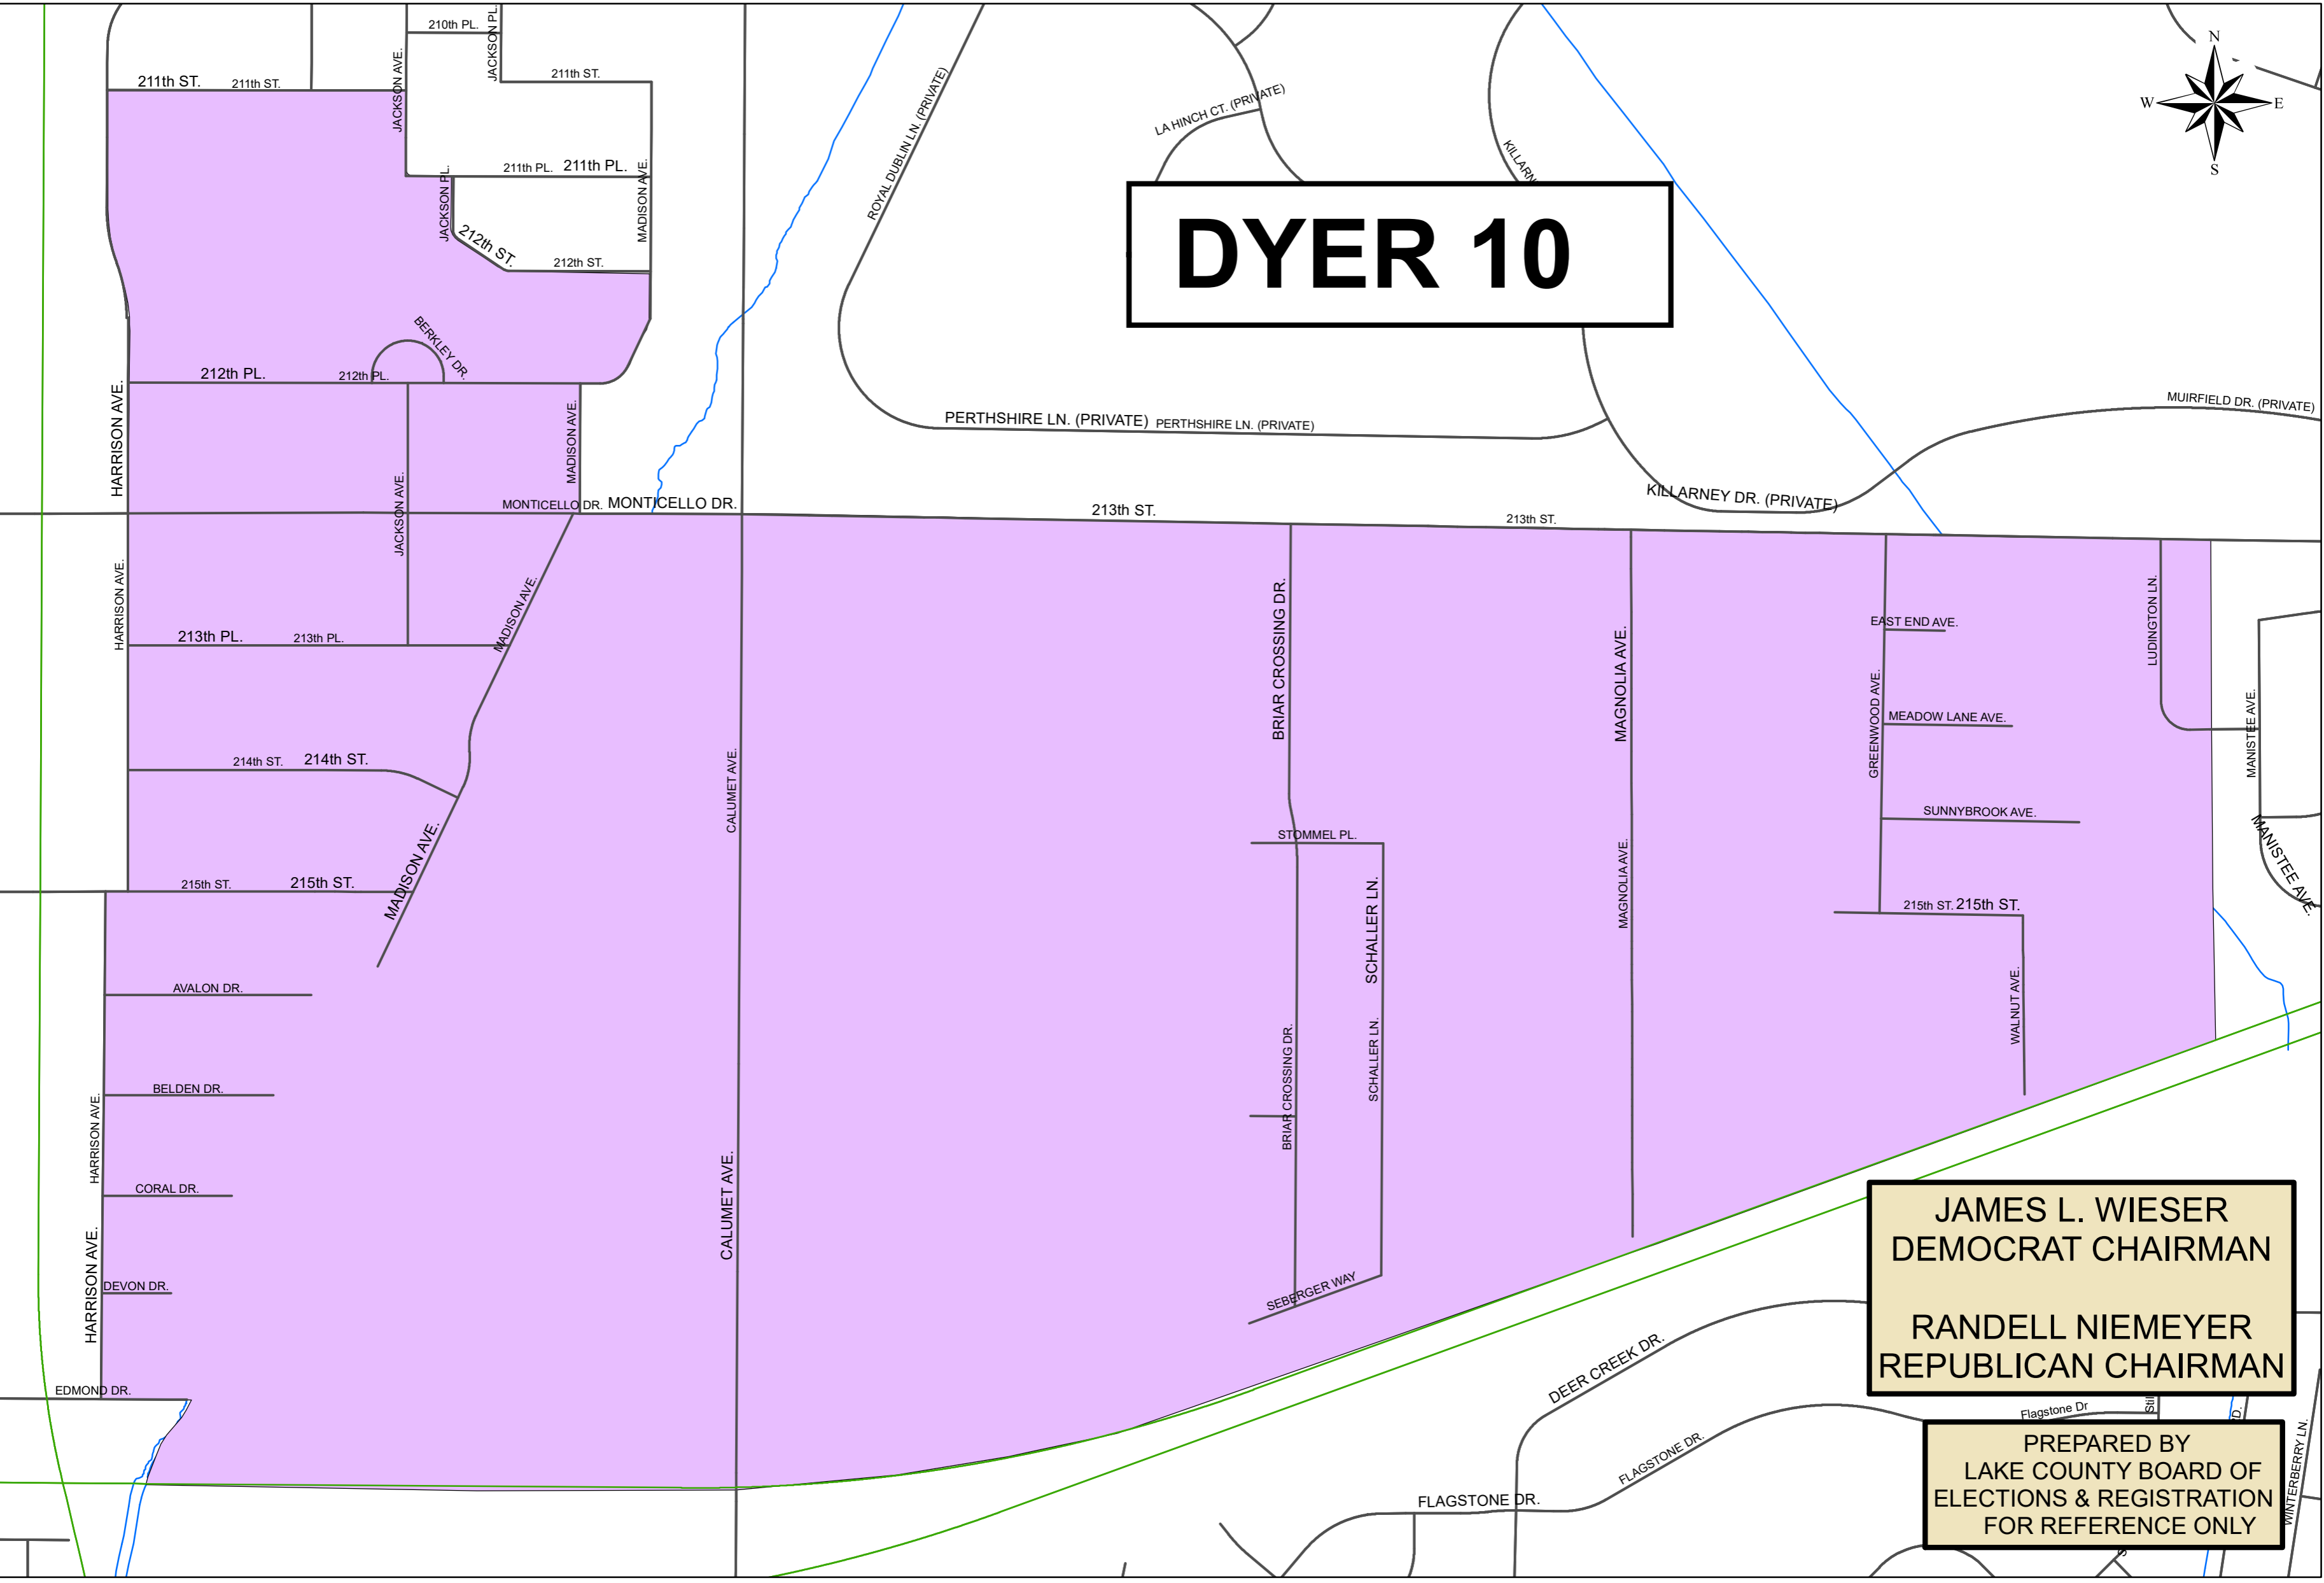 210th PL.
JACKSON PL.
JACKSON AVE.
211th ST.
211th ST.
211th ST.
N
W
E
S
ROYAL DUBLIN LN. (PRIVATE)
LA HINCH CT. (PRIVATE)
KILLARN
211th PL.
211th PL.
JACKSON PL.
MADISON AVE.
212th ST.
212th ST.
DYER 10
BERKLEY DR.
212th PL.
212th PL.
HARRISON AVE.
MADISON AVE.
JACKSON AVE.
PERTHSHIRE LN. (PRIVATE)
PERTHSHIRE LN. (PRIVATE)
MUIRFIELD DR. (PRIVATE)
KILLARNEY DR. (PRIVATE)
MONTICELLO DR.
MONTICELLO DR.
213th ST.
213th ST.
HARRISON AVE.
MADISON AVE.
213th PL.
213th PL.
BRIAR CROSSING DR.
MAGNOLIA AVE.
EAST END AVE.
LUDINGTON LN.
GREENWOOD AVE.
MEADOW LANE AVE.
MANISTEE AVE.
214th ST.
214th ST.
CALUMET AVE.
STOMMEL PL.
SUNNYBROOK AVE.
MANISTEE AVE.
MADISON AVE.
215th ST.
215th ST.
SCHALLER LN.
MAGNOLIA AVE.
215th ST.
215th ST.
AVALON DR.
WALNUT AVE.
BELDEN DR.
HARRISON AVE.
BRIAR CROSSING DR.
SCHALLER LN.
CORAL DR.
CALUMET AVE.
HARRISON AVE.
DEVON DR.
SEBERGER WAY
EDMOND DR.
JAMES L. WIESER
DEMOCRAT CHAIRMAN
RANDELL NIEMEYER
REPUBLICAN CHAIRMAN
DEER CREEK DR.
FLAGSTONE DR.
FLAGSTONE DR.
Flagstone Dr
Stil
D.
WINTERBERRY LN.
PREPARED BY
LAKE COUNTY BOARD OF
ELECTIONS & REGISTRATION
FOR REFERENCE ONLY
S